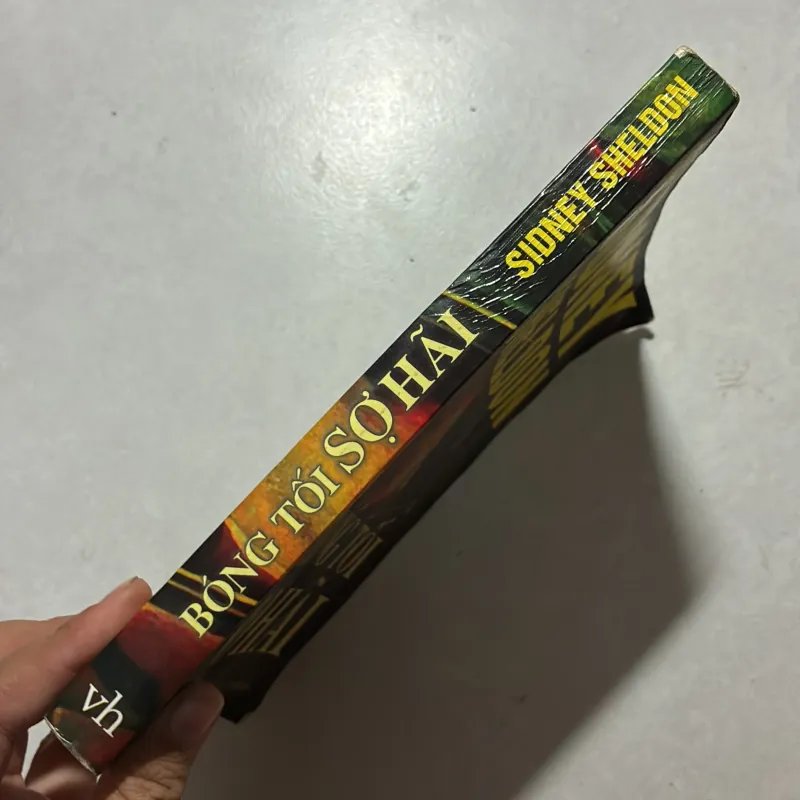 SIDNEY SHELDON
BÓNG TỐI SỢ HÃI
vh